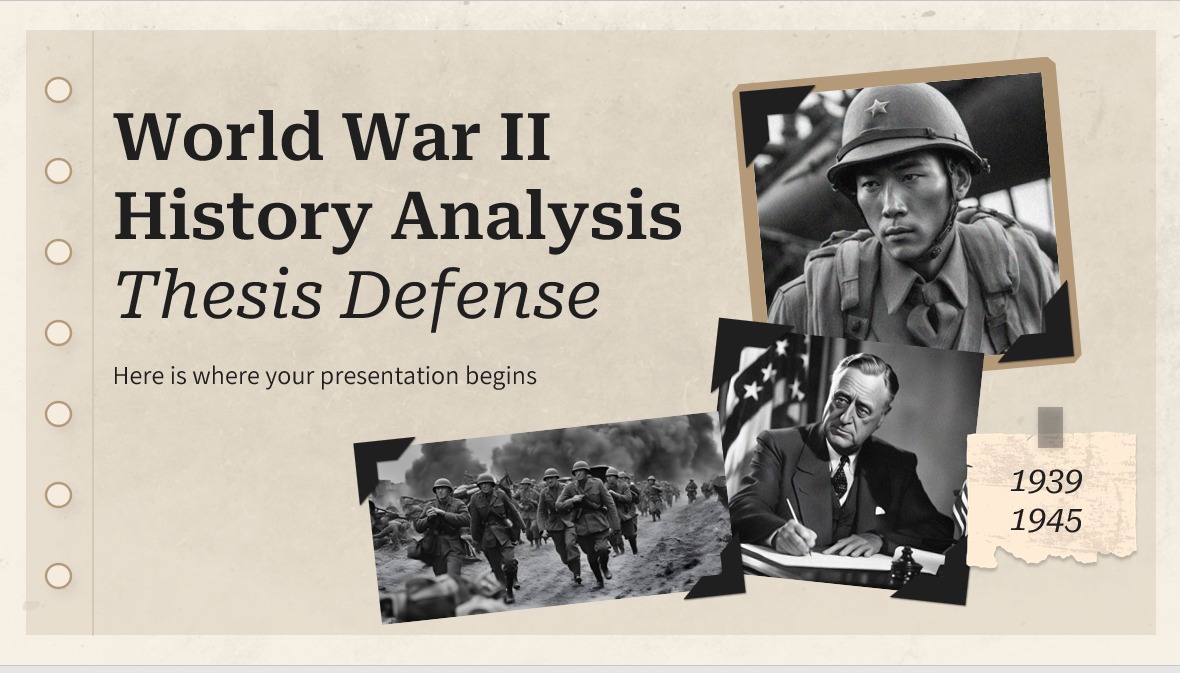 World War II
History Analysis
Thesis Defense
Here is where your presentation begins
1939
1945